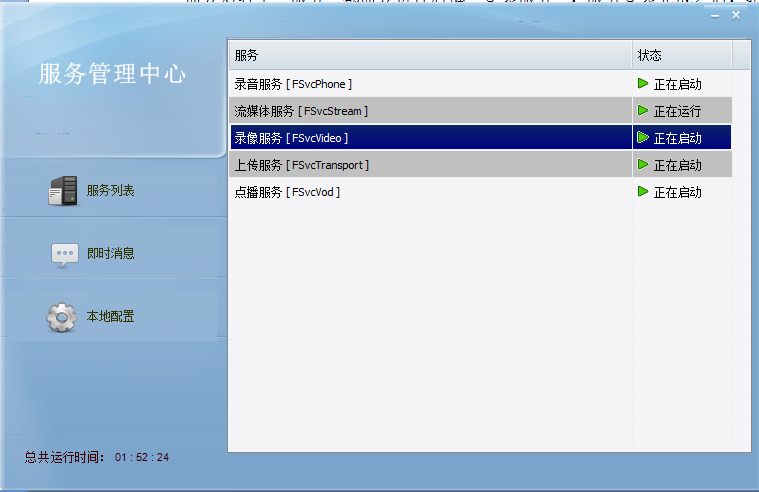 服务管理中心
服务 状态
录音服务 [ FSvcPhone ] 正在启动
流媒体服务 [ FSvcStream ] 正在运行
录像服务 [ FSvcVideo ] 正在启动
上传服务 [ FSvcTransport ] 正在启动
点播服务 [ FSvcVod ] 正在启动
服务列表
即时消息
本地配置
总共运行时间: 01 : 52 : 24